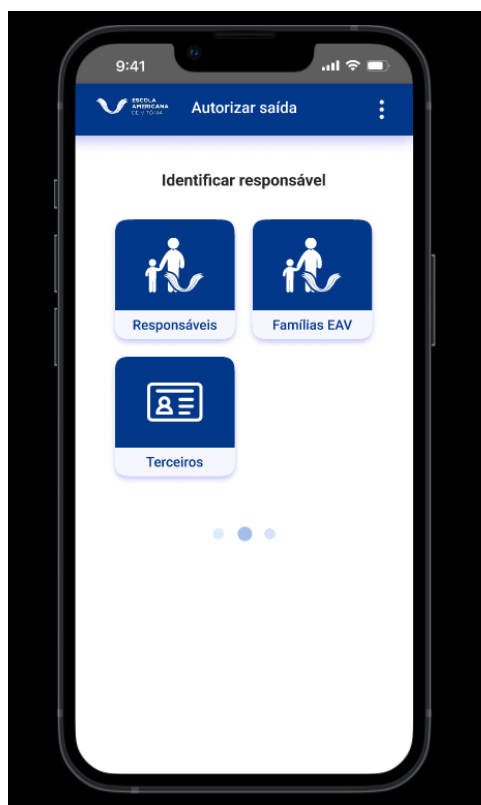 9:41
ESCOLA
AMERICANA
DE VITÓRIA
Autorizar saída
Identificar responsável
Responsáveis
Famílias EAV
Terceiros